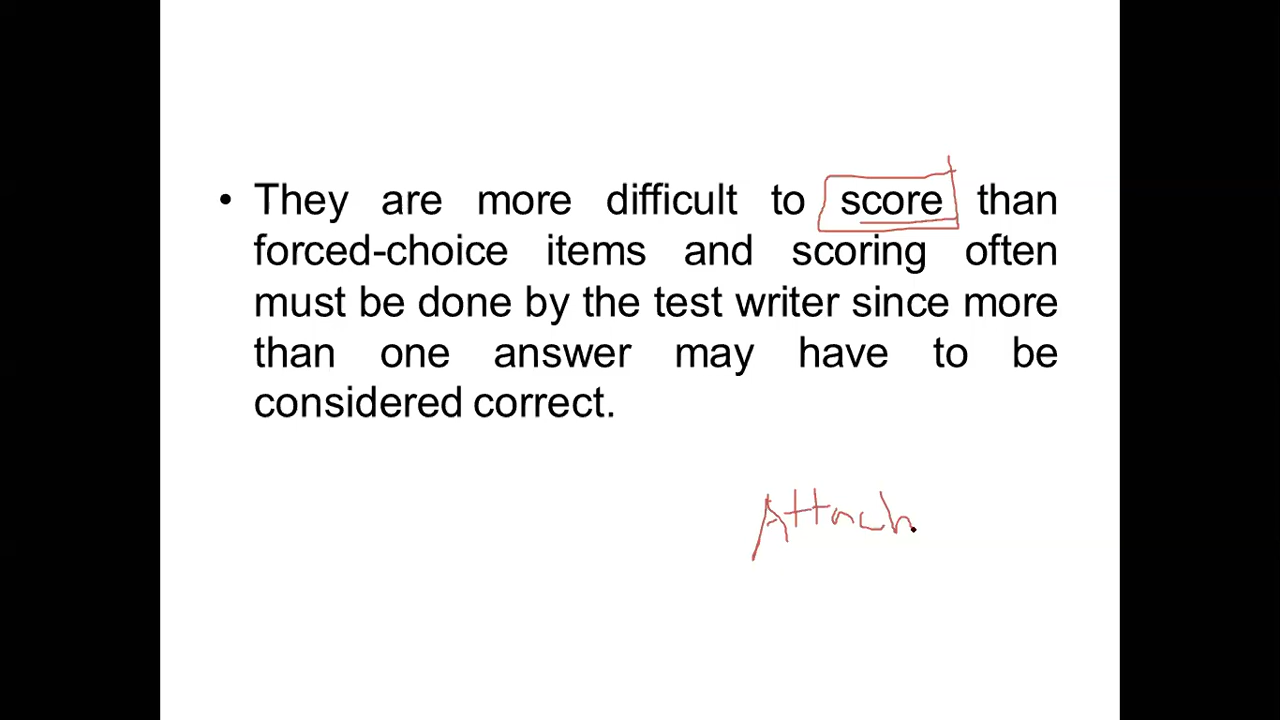 • They are more difficult to score than
forced-choice items and scoring often
must be done by the test writer since more
than one answer may have to be
considered correct.
Attach